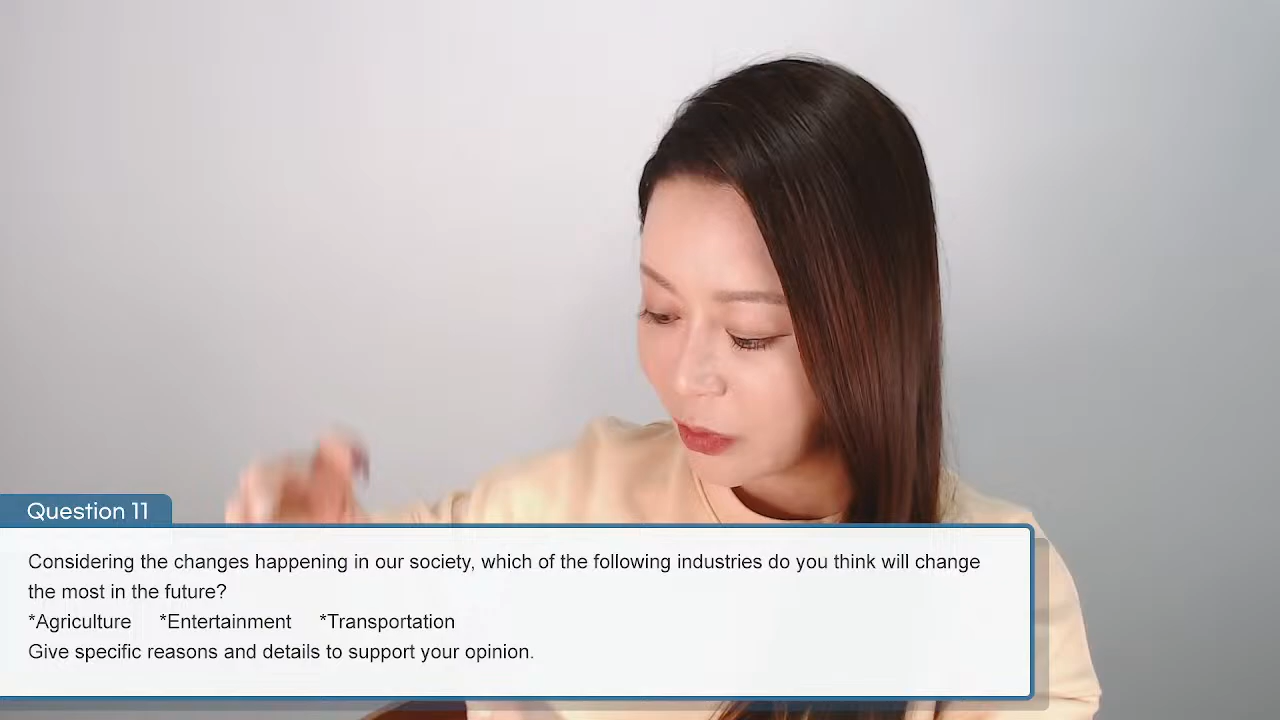 Question 11
Considering the changes happening in our society, which of the following industries do you think will change
the most in the future?
*Agriculture *Entertainment *Transportation
Give specific reasons and details to support your opinion.